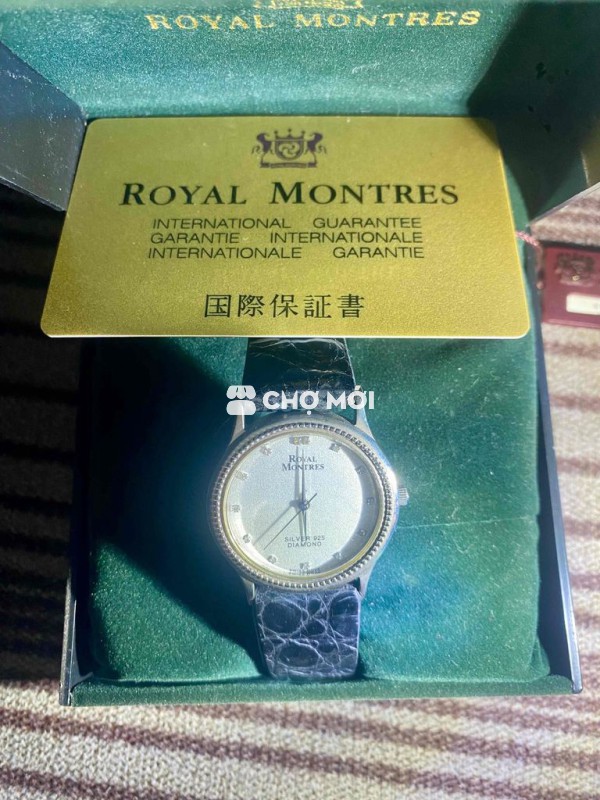 ROYAL MONTRES
ROYAL MONTRES
INTERNATIONAL GUARANTEE
GARANTIE INTERNATIONALE
INTERNATIONALE GARANTIE
国際保証書
CHỢ MỚI
ROYAL
MONTRES
SILVER 925
DIAMOND